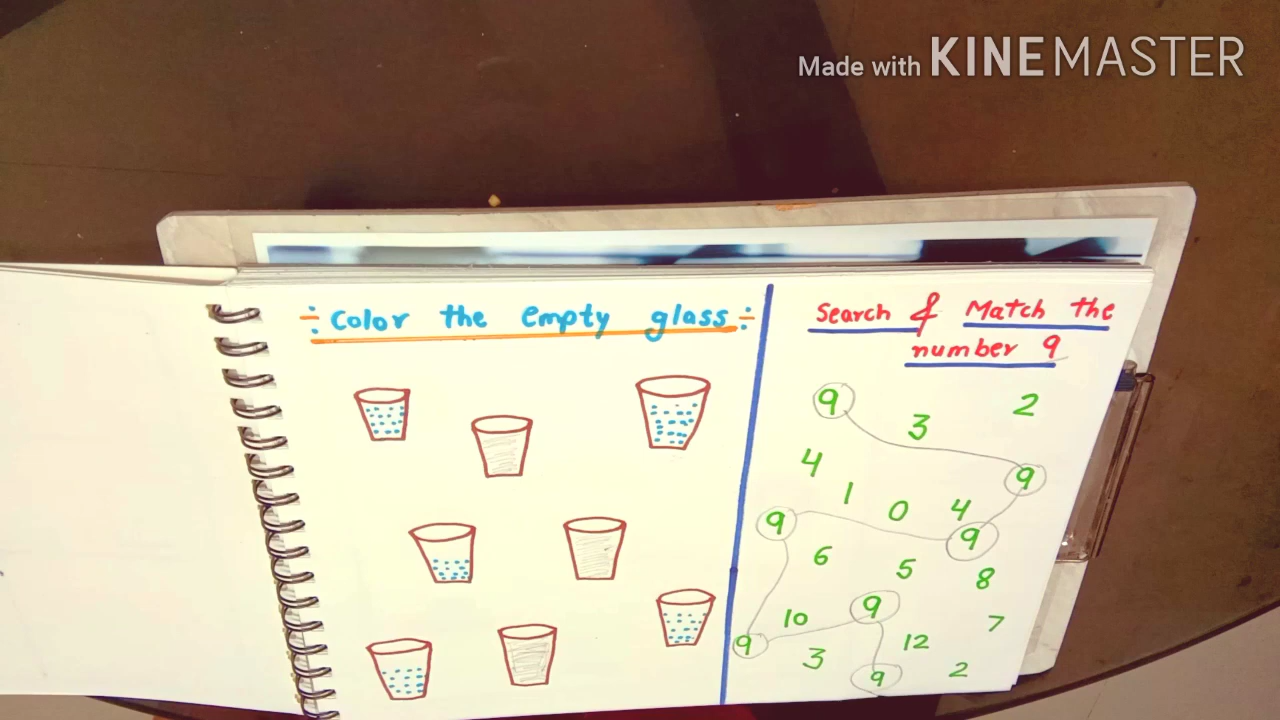 Made with KINEMASTER
÷ Color the empty glass ÷
Search & Match the
number 9
9 3 2
4 9
1 0 4
9 9
6 5 8
10 9 7
9 3 12 2
9